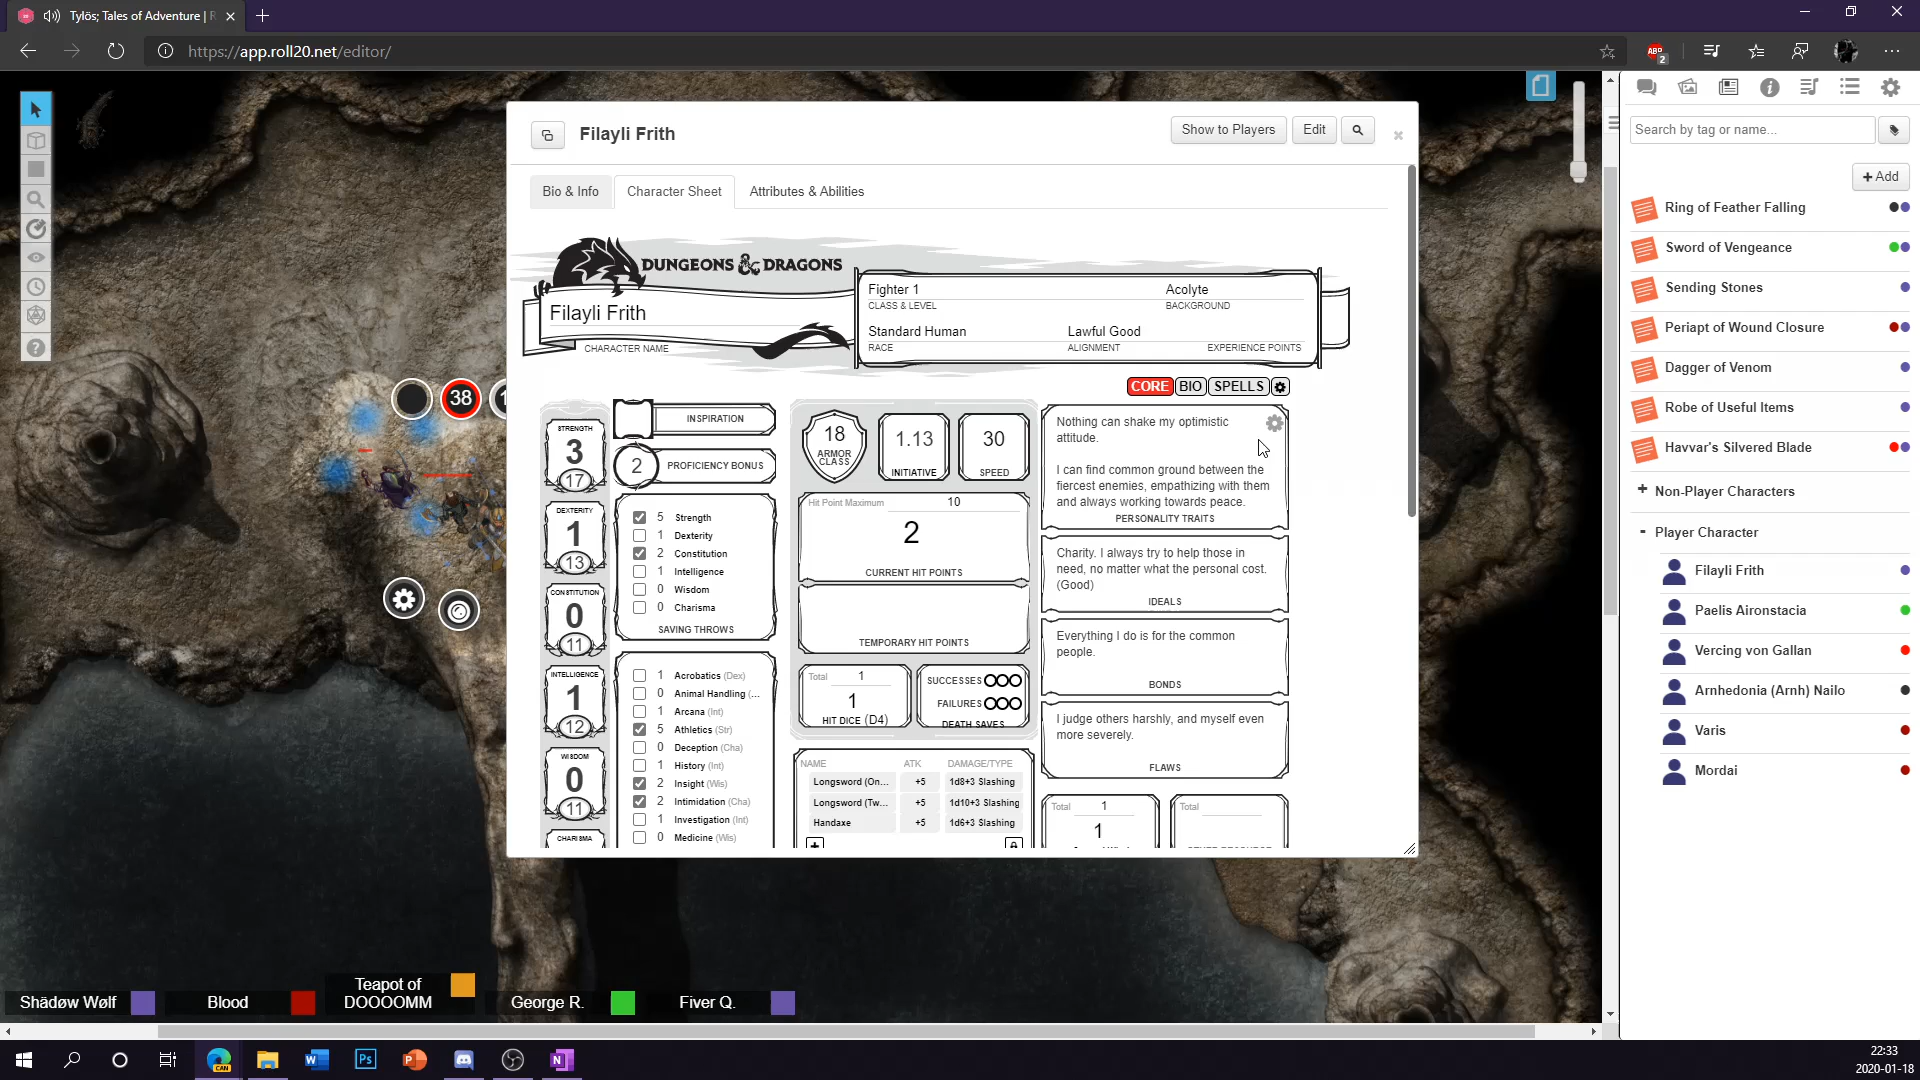 Tylös; Tales of Adventure | R
https://app.roll20.net/editor/
ABP
2
38
Filayli Frith
Show to Players
Edit
Bio & Info
Character Sheet
Attributes & Abilities
DUNGEONS & DRAGONS
Filayli Frith
CHARACTER NAME
Fighter 1
CLASS & LEVEL
Acolyte
BACKGROUND
Standard Human
RACE
Lawful Good
ALIGNMENT
EXPERIENCE POINTS
CORE
BIO
SPELLS
STRENGTH
3
17
DEXTERITY
1
13
CONSTITUTION
0
11
INTELLIGENCE
1
12
WISDOM
0
11
CHARISMA
INSPIRATION
2 PROFICIENCY BONUS
5 Strength
1 Dexterity
2 Constitution
1 Intelligence
0 Wisdom
0 Charisma
SAVING THROWS
1 Acrobatics (Dex)
0 Animal Handling (...
1 Arcana (Int)
5 Athletics (Str)
0 Deception (Cha)
1 History (Int)
2 Insight (Wis)
2 Intimidation (Cha)
1 Investigation (Int)
0 Medicine (Wis)
18
ARMOR
CLASS
1.13
INITIATIVE
30
SPEED
Hit Point Maximum 10
2
CURRENT HIT POINTS
TEMPORARY HIT POINTS
Total 1
1
HIT DICE (D4)
SUCCESSES
FAILURES
DEATH SAVES
NAME ATK DAMAGE/TYPE
Longsword (On... +5 1d8+3 Slashing
Longsword (Tw... +5 1d10+3 Slashing
Handaxe +5 1d6+3 Slashing
Nothing can shake my optimistic
attitude.
I can find common ground between the
fiercest enemies, empathizing with them
and always working towards peace.
PERSONALITY TRAITS
Charity. I always try to help those in
need, no matter what the personal cost.
(Good)
IDEALS
Everything I do is for the common
people.
BONDS
I judge others harshly, and myself even
more severely.
FLAWS
Total 1
1
Total
Search by tag or name...
+ Add
Ring of Feather Falling
Sword of Vengeance
Sending Stones
Periapt of Wound Closure
Dagger of Venom
Robe of Useful Items
Havvar's Silvered Blade
+ Non-Player Characters
- Player Character
Filayli Frith
Paelis Aironstacia
Vercing von Gallan
Arnhedonia (Arnh) Nailo
Varis
Mordai
Shädøw Wølf
Blood
Teapot of
DOOOOMM
George R.
Fiver Q.
CAN
22:33
2020-01-18